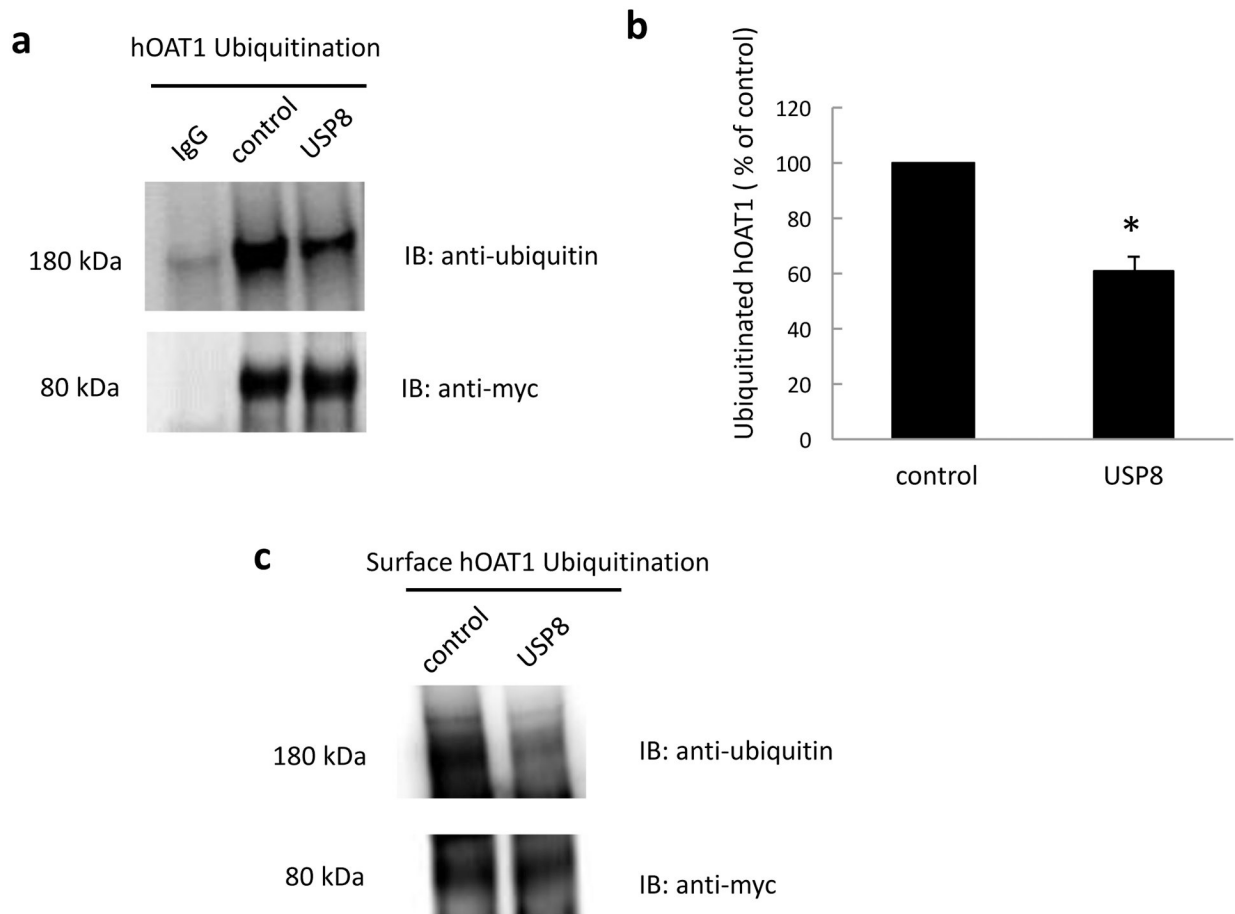 a
hOAT1 Ubiquitination
IgG control USP8
180 kDa
IB: anti-ubiquitin
80 kDa
IB: anti-myc
b
Ubiquitinated hOAT1 ( % of control)
120
100
80
60
40
20
0
*
control USP8
c
Surface hOAT1 Ubiquitination
control USP8
180 kDa
IB: anti-ubiquitin
80 kDa
IB: anti-myc